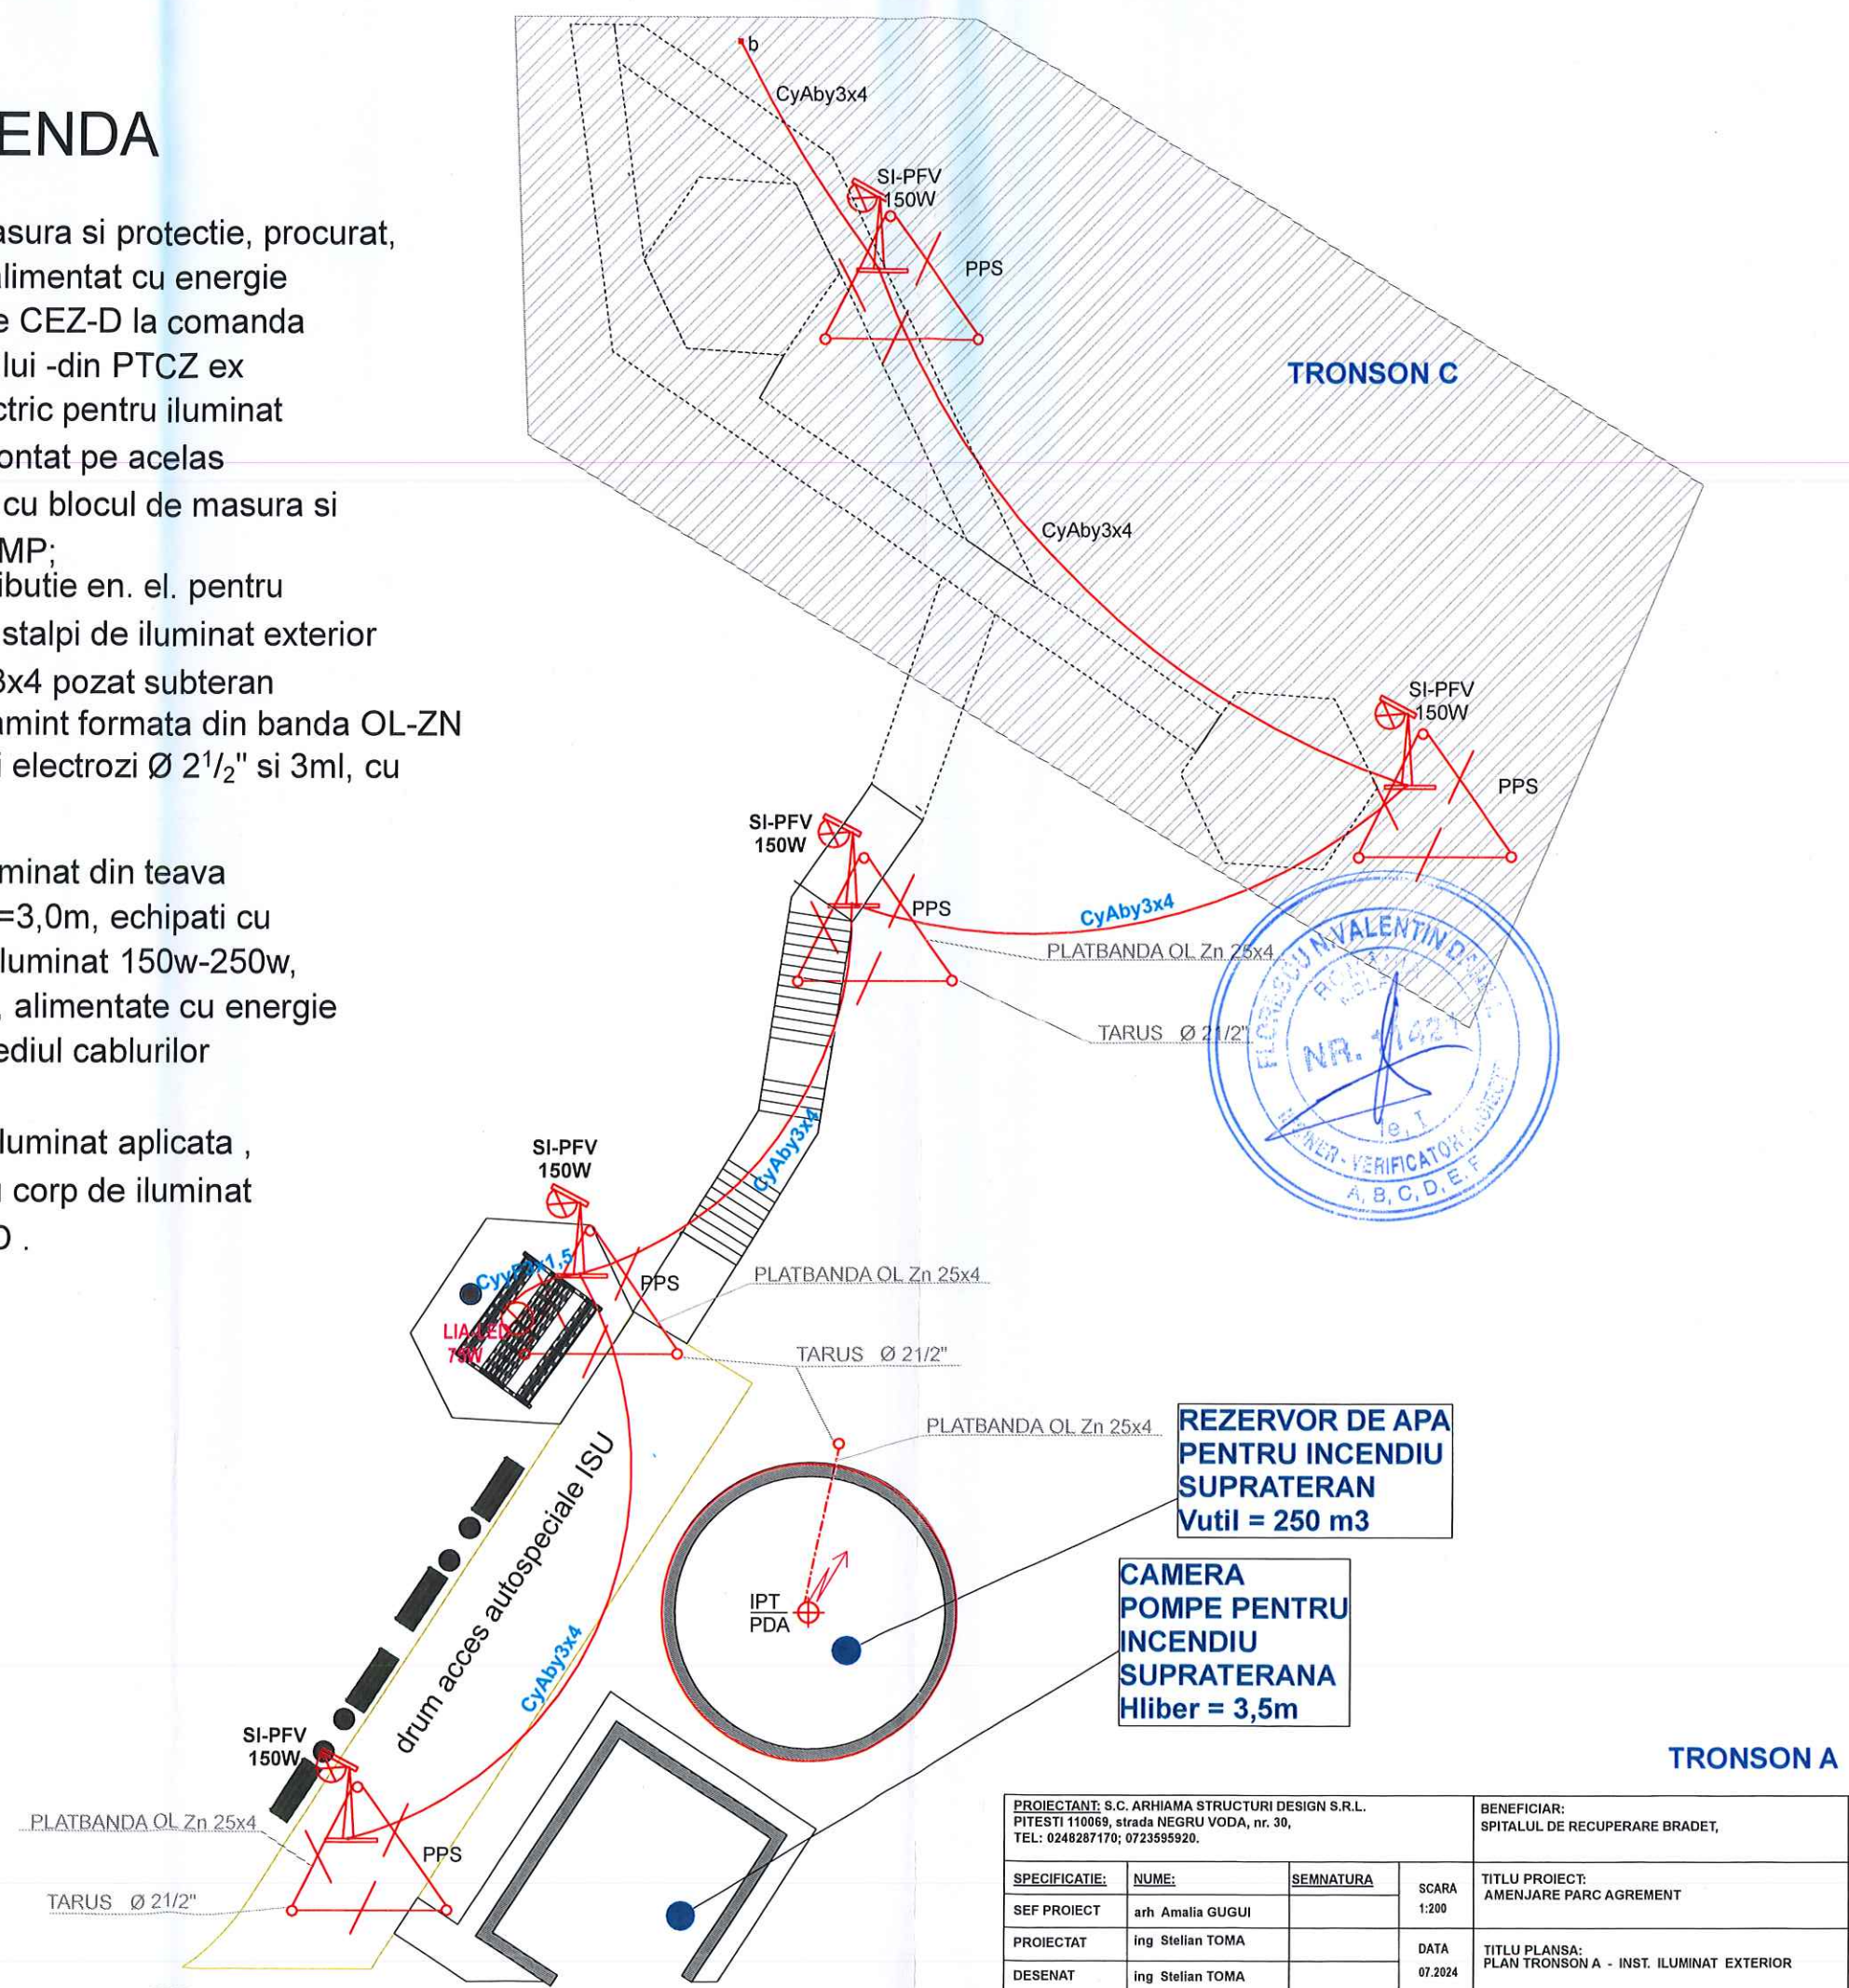 ENDA
asura si protectie, procurat,
alimentat cu energie
e CEZ-D la comanda
lui -din PTCZ ex
ctric pentru iluminat
ontat pe acelas
cu blocul de masura si
MP;
ibutie en. el. pentru
stalpi de iluminat exterior
3x4 pozat subteran
amint formata din banda OL-ZN
i electrozi Ø 2¹/₂" si 3ml, cu
minat din teava
=3,0m, echipati cu
luminat 150w-250w,
, alimentate cu energie
ediul cablurilor
luminat aplicata ,
corp de iluminat
O .
b
CyAby3x4
SI-PFV
150W
PPS
TRONSON C
CyAby3x4
SI-PFV
150W
PPS
SI-PFV
150W
PPS
CyAby3x4
PLATBANDA OL Zn 25x4
TARUS Ø 21/2"
N. VALENTIN
NR.
VERIFICATOR
A, B, C, D, E, F
Ie, I
CyAby3x4
SI-PFV
150W
PPS
LIA-LED
PLATBANDA OL Zn 25x4
TARUS Ø 21/2"
PLATBANDA OL Zn 25x4
REZERVOR DE APA
PENTRU INCENDIU
SUPRATERAN
Vutil = 250 m3
drum acces autospeciale ISU
IPT
PDA
CAMERA
POMPE PENTRU
INCENDIU
SUPRATERANA
Hliber = 3,5m
CyAby3x4
SI-PFV
150W
PLATBANDA OL Zn 25x4
PPS
TARUS Ø 21/2"
TRONSON A
PROIECTANT: S.C. ARHIAMA STRUCTURI DESIGN S.R.L.
PITESTI 110069, strada NEGRU VODA, nr. 30,
TEL: 0248287170; 0723595920.
BENEFICIAR:
SPITALUL DE RECUPERARE BRADET,
SPECIFICATIE: NUME: SEMNATURA
SCARA
1:200
TITLU PROIECT:
AMENJARE PARC AGREMENT
SEF PROIECT arh Amalia GUGUI
PROIECTAT ing Stelian TOMA
DATA
07.2024
TITLU PLANSA:
PLAN TRONSON A - INST. ILUMINAT EXTERIOR
DESENAT ing Stelian TOMA